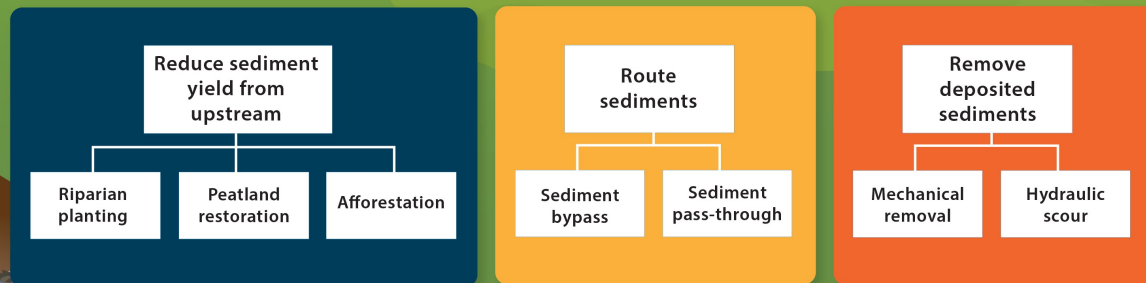 Reduce sediment
yield from
upstream
Riparian
planting
Peatland
restoration
Afforestation
Route
sediments
Sediment
bypass
Sediment
pass-through
Remove
deposited
sediments
Mechanical
removal
Hydraulic
scour